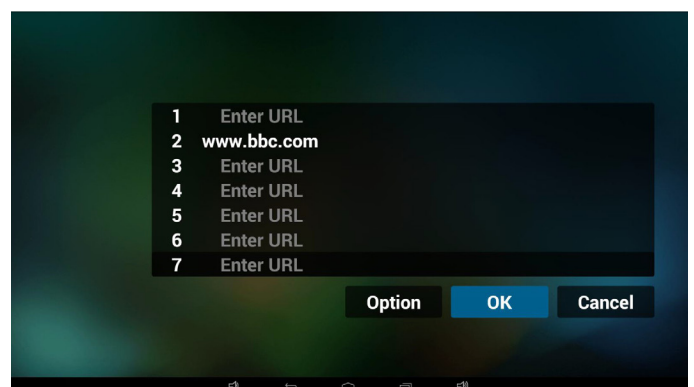 1 Enter URL
2 www.bbc.com
3 Enter URL
4 Enter URL
5 Enter URL
6 Enter URL
7 Enter URL
Option OK Cancel